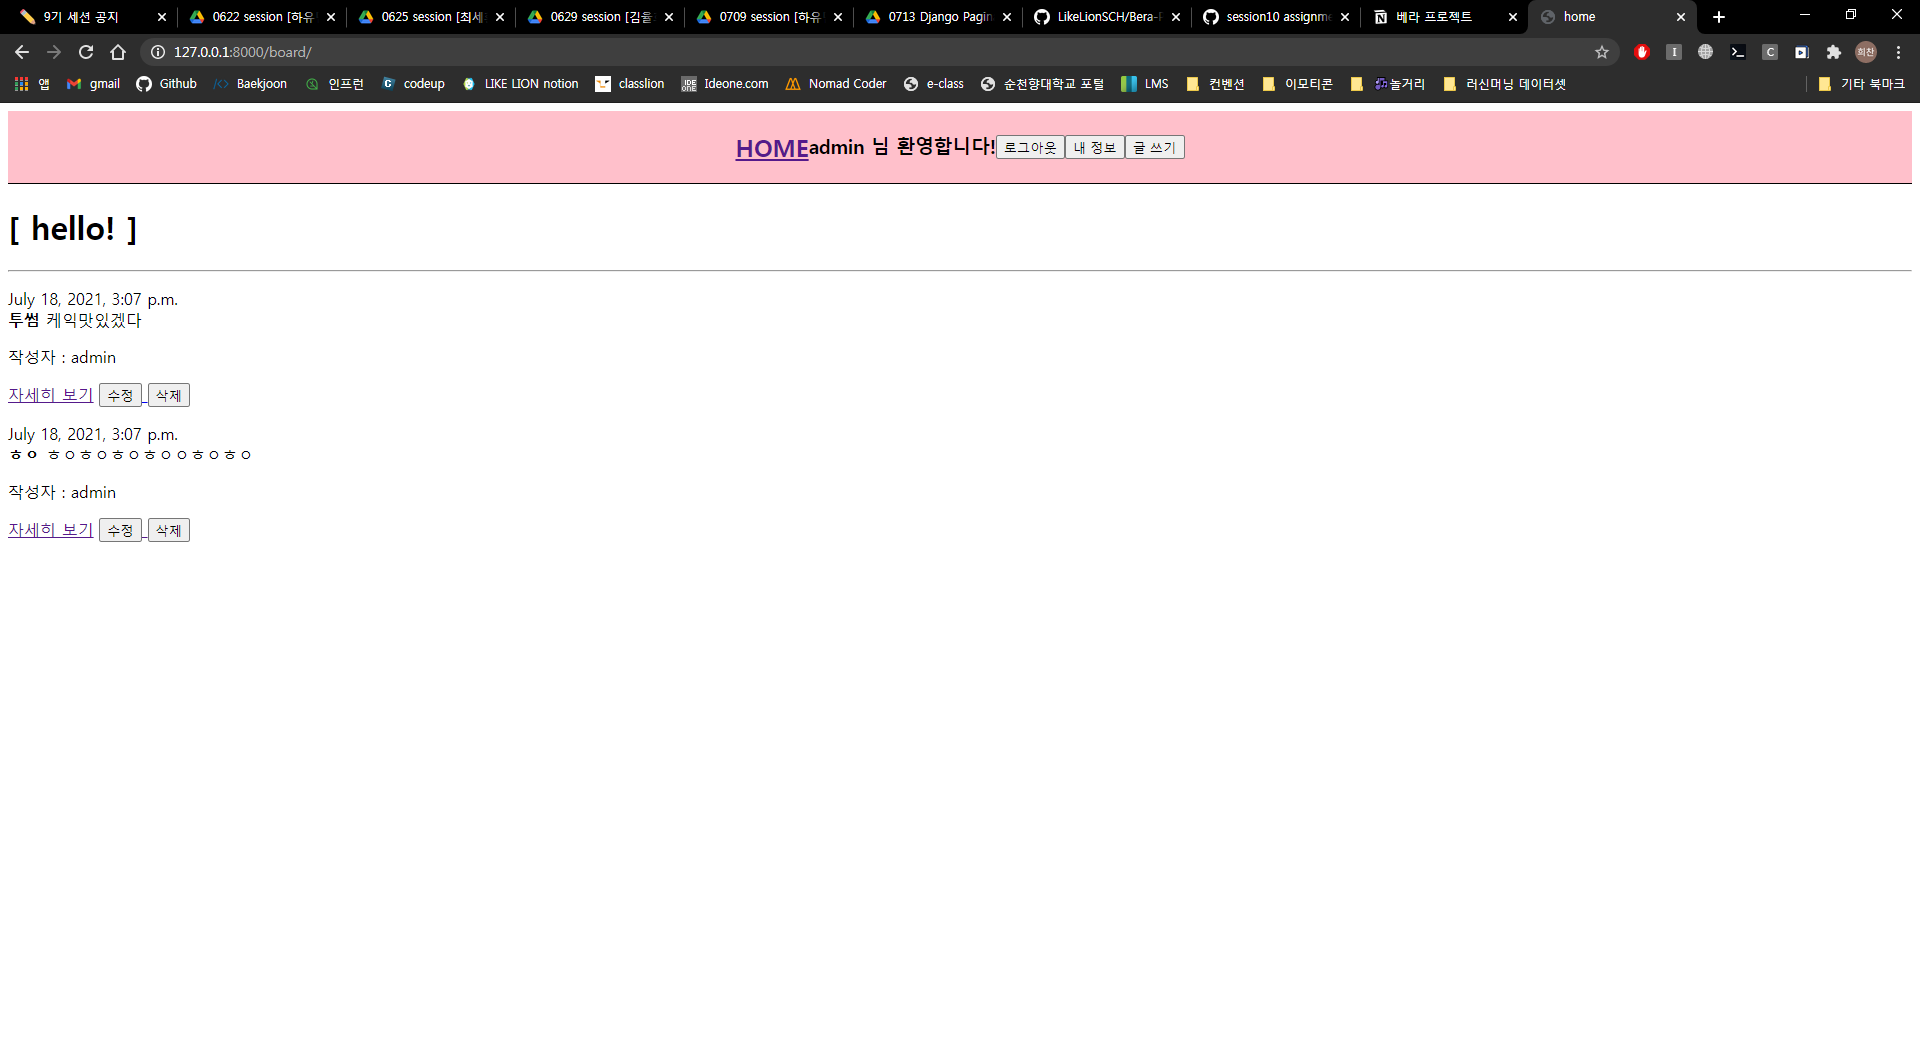 9기 세션 공지
0622 session [하유
0625 session [최세
0629 session [김율
0709 session [하유
0713 Django Pagin
LikeLionSCH/Bera-P
session10 assignme
베라 프로젝트
home
127.0.0.1:8000/board/
희찬
앱
gmail
Github
Baekjoon
인프런
codeup
LIKE LION notion
classlion
Ideone.com
Nomad Coder
e-class
순천향대학교 포털
LMS
컨벤션
이모티콘
놀거리
러신머닝 데이터셋
기타 북마크
HOMEadmin 님 환영합니다! 로그아웃 내 정보 글 쓰기
[ hello! ]
July 18, 2021, 3:07 p.m.
투썸 케익맛있겠다
작성자 : admin
자세히 보기 수정 삭제
July 18, 2021, 3:07 p.m.
ㅎㅇ ㅎㅇㅎㅇㅎㅇㅎㅇㅇㅎㅇㅎㅇ
작성자 : admin
자세히 보기 수정 삭제